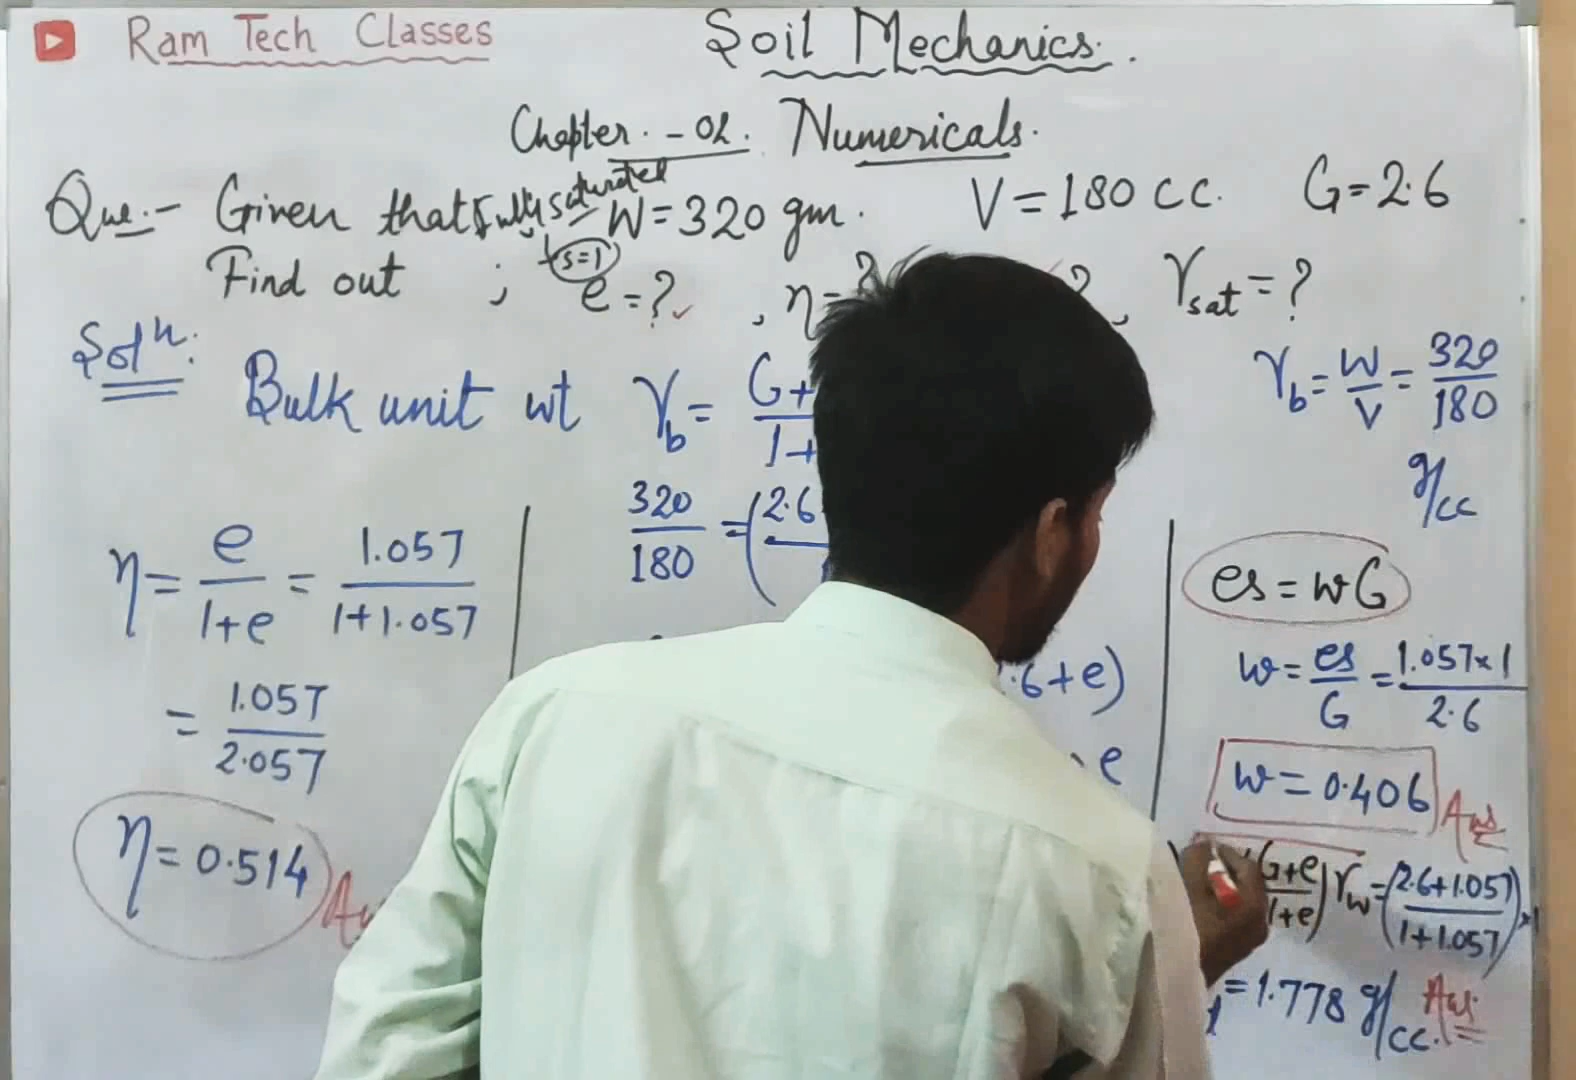 Ram Tech Classes
Soil Mechanics.
Chapter - 02. Numericals.
Que:- Given that fully saturated W = 320 gm. V = 180 CC. G = 2.6
S=1
Find out ; e = ? , η = ? ? , γsat = ?
Solⁿ:
Bulk unit wt γb = G+
1+
γb = W/V = 320/180 g/cc
320/180 = (2.6
.6+e)
e
η = e/1+e = 1.057/1+1.057
= 1.057/2.057
η = 0.514
es = wG
w = es/G = 1.057×1/2.6
w = 0.406 Ans
G+e/1+e) γw = (2.6+1.057/1+1.057)×1
= 1.778 g/cc. Ans.